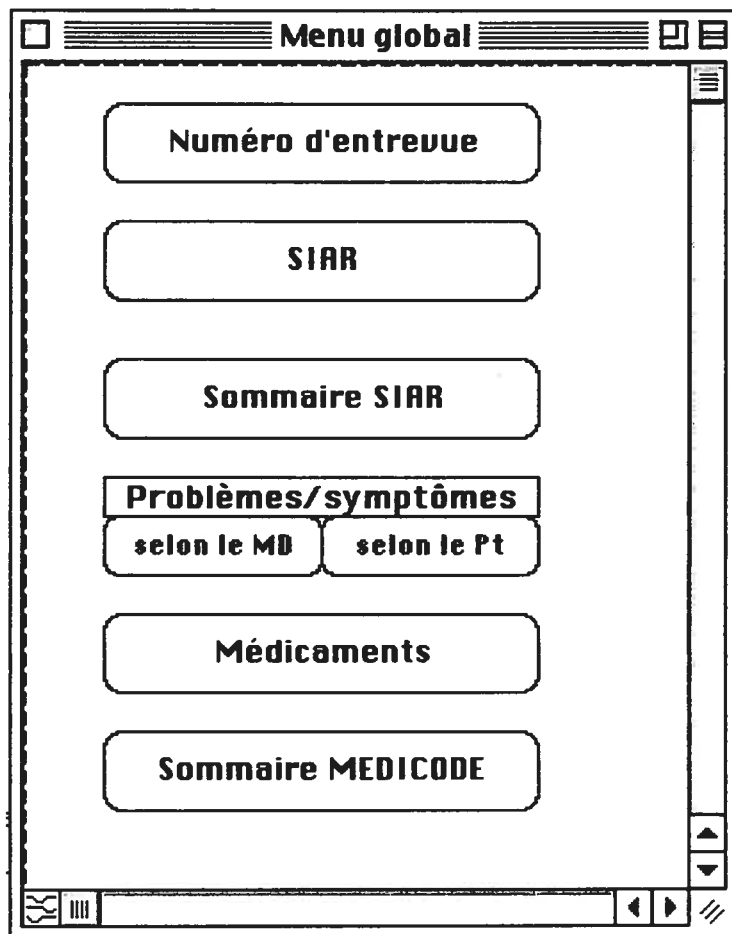 Menu global
Numéro d'entrevue
SIAR
Sommaire SIAR
Problèmes/symptômes
selon le MD selon le Pt
Médicaments
Sommaire MEDICODE